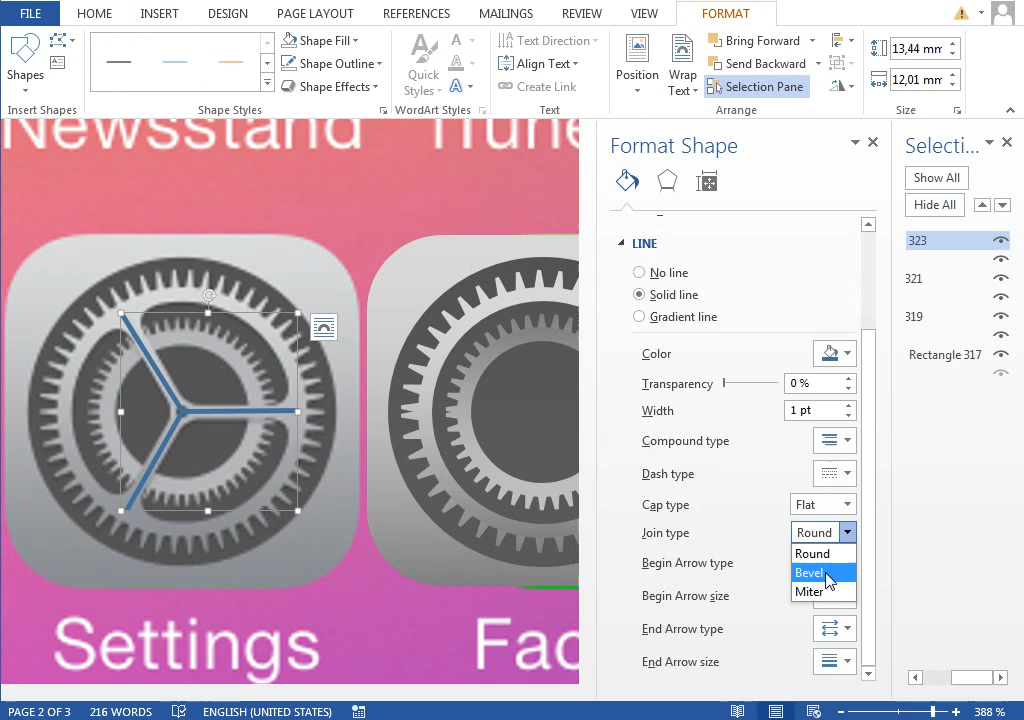 FILE HOME INSERT DESIGN PAGE LAYOUT REFERENCES MAILINGS REVIEW VIEW FORMAT
Shapes
Insert Shapes
Shape Fill
Shape Outline
Shape Effects
Shape Styles
Quick
Styles
WordArt Styles
Text Direction
Align Text
Create Link
Text
Position
Wrap
Text
Bring Forward
Send Backward
Selection Pane
Arrange
13,44 mm
12,01 mm
Size
Newsstand
Settings
Format Shape
LINE
No line
Solid line
Gradient line
Color
Transparency 0 %
Width 1 pt
Compound type
Dash type
Cap type Flat
Join type Round
Round
Bevel
Miter
Begin Arrow type
Begin Arrow size
End Arrow type
End Arrow size
Selecti...
Show All
Hide All
323
321
319
Rectangle 317
PAGE 2 OF 3 216 WORDS ENGLISH (UNITED STATES) 388 %